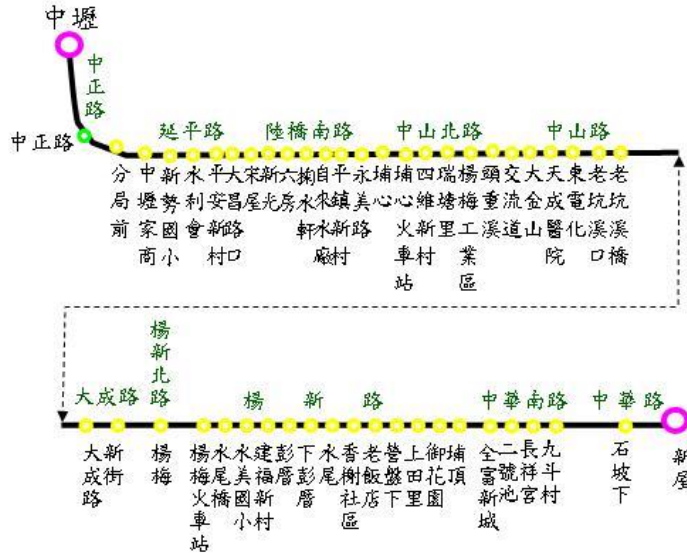 中壢
中正路
中正路
延平路
陸橋南路
中山北路
中山路
分局前
中壢家商
新勢國小
水利會
平安新村
大昌路口
宋屋
新光
六房
掬水軒
自來水廠
平鎮新村
永美路
埔心
埔心火車站
四維新村
瑞塘里
楊梅工業區
頭重溪
交流道
大金山
天成醫院
東電化
老坑溪口
老坑溪橋
大成路
楊新北路
楊新路
中華南路
中華路
大成路
新街
楊梅
楊梅火車站
水尾橋
水美國小
建福新村
彭厝
下彭厝
水尾
香榭社區
老飯店
營盤下
上田里
御花園
埔頂
全富新城
二號池
長祥宮
九斗村
石坡下
新屋